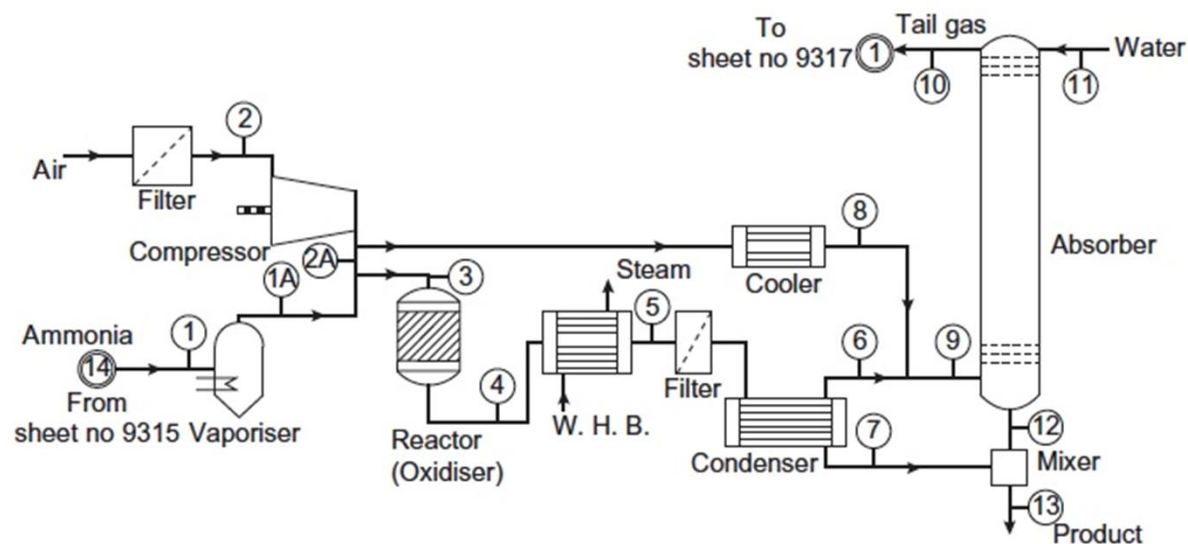 To
sheet no 9317
1
Tail gas
Water
10
11
2
Air
Filter
Compressor
2A
1A
3
8
Cooler
Absorber
Steam
Ammonia
1
14
From
sheet no 9315
Vaporiser
5
Filter
6
9
4
W. H. B.
Reactor
(Oxidiser)
Condenser
7
12
Mixer
13
Product